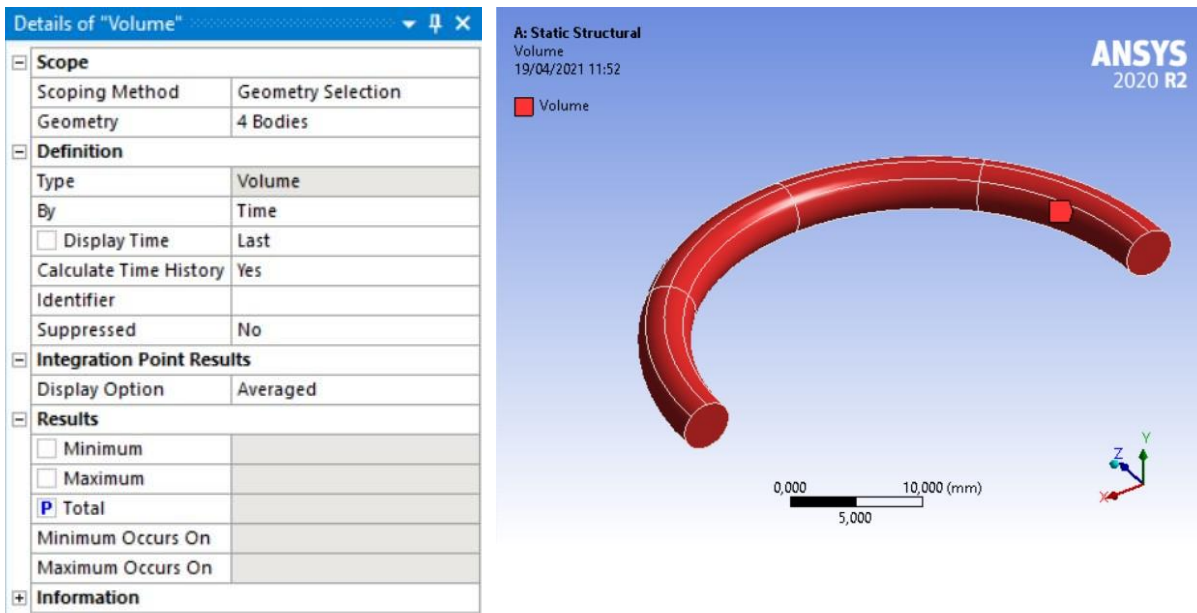 Details of "Volume"
Scope
Scoping Method Geometry Selection
Geometry 4 Bodies
Definition
Type Volume
By Time
Display Time Last
Calculate Time History Yes
Identifier
Suppressed No
Integration Point Results
Display Option Averaged
Results
Minimum
Maximum
P Total
Minimum Occurs On
Maximum Occurs On
Information
A: Static Structural
Volume
19/04/2021 11:52
Volume
ANSYS
2020 R2
0,000 10,000 (mm)
5,000
Y
Z
X